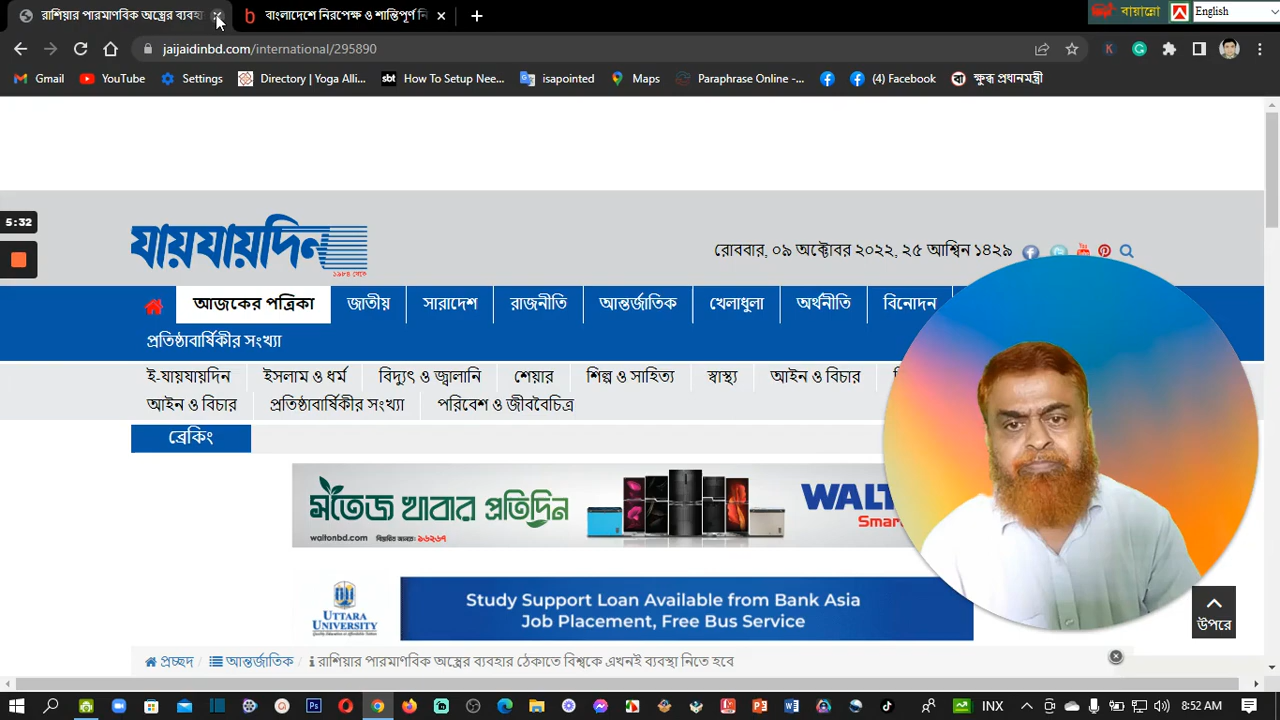 রাশিয়ার পারমাণবিক অস্ত্রের ব্যবহ
বাংলাদেশে নিরপেক্ষ ও শান্তিপূর্ণ নি
বায়ান্নো
English
jaijaidinbd.com/international/295890
Gmail
YouTube
Settings
Directory | Yoga Alli...
How To Setup Nee...
isapointed
Maps
Paraphrase Online -...
(4) Facebook
ক্ষুব্ধ প্রধানমন্ত্রী
5:32
যায়যায়দিন
১৯৮৪ থেকে
রোববার, ০৯ অক্টোবর ২০২২, ২৫ আশ্বিন ১৪২৯
আজকের পত্রিকা
জাতীয়
সারাদেশ
রাজনীতি
আন্তর্জাতিক
খেলাধুলা
অর্থনীতি
বিনোদন
প্রতিষ্ঠাবার্ষিকীর সংখ্যা
ই-যায়যায়দিন
ইসলাম ও ধর্ম
বিদ্যুৎ ও জ্বালানি
শেয়ার
শিল্প ও সাহিত্য
স্বাস্থ্য
আইন ও বিচার
আইন ও বিচার
প্রতিষ্ঠাবার্ষিকীর সংখ্যা
পরিবেশ ও জীববৈচিত্র
ব্রেকিং
সতেজ খাবার প্রতিদিন
waltonbd.com
১৬২৬৭
WALT
Smar
UTTARA
UNIVERSITY
Study Support Loan Available from Bank Asia
Job Placement, Free Bus Service
উপরে
প্রচ্ছদ
আন্তর্জাতিক
রাশিয়ার পারমাণবিক অস্ত্রের ব্যবহার ঠেকাতে বিশ্বকে এখনই ব্যবস্থা নিতে হবে
INX
8:52 AM